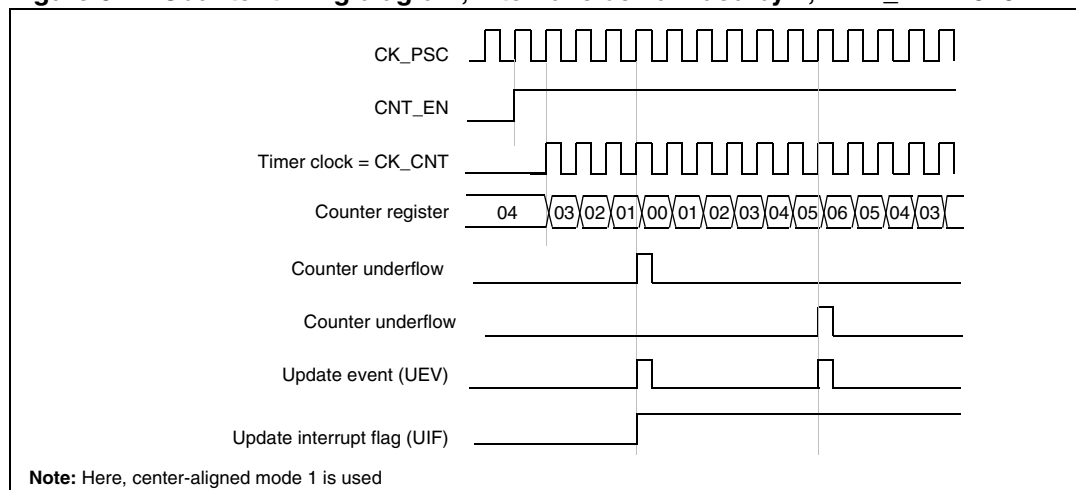 CK_PSC
CNT_EN
Timer clock = CK_CNT
Counter register
04 03 02 01 00 01 02 03 04 05 06 05 04 03
Counter underflow
Counter underflow
Update event (UEV)
Update interrupt flag (UIF)
Note: Here, center-aligned mode 1 is used